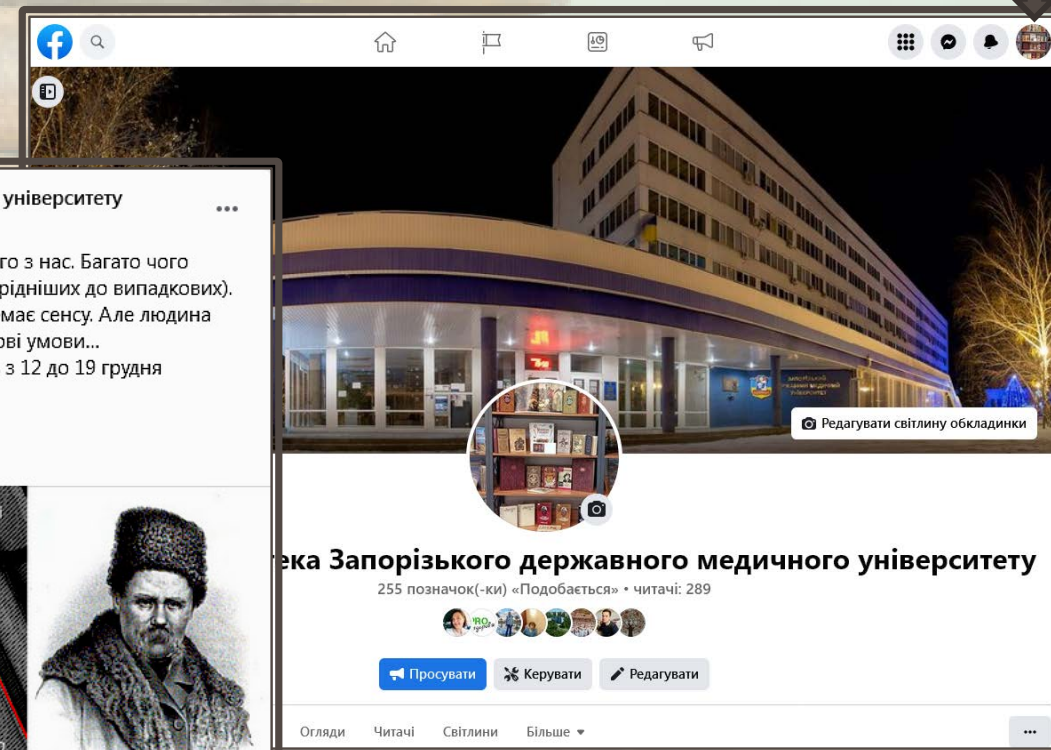 університету
го з нас. Багато чого
рідніших до випадкових).
має сенсу. Але людина
ві умови...
з 12 до 19 грудня
Редагувати світлину обкладинки
ека Запорізького державного медичного університету
255 позначок(-ки) «Подобається» • читачі: 289
PRO
Просувати
Керувати
Редагувати
Огляди Читачі Світлини Більше